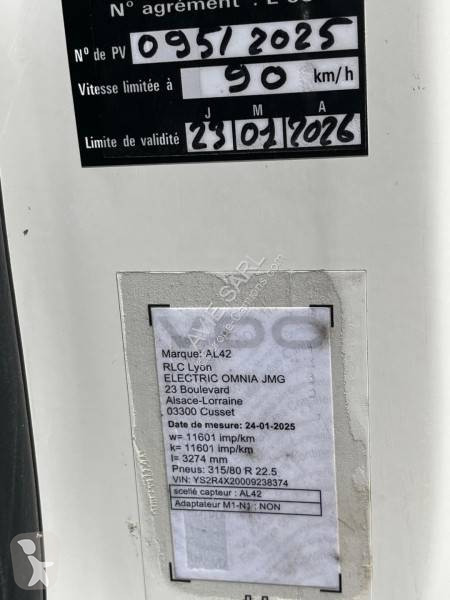 N° agrément :
N° de PV 095/2025
Vitesse limitée à 90 km/h
J M A
Limite de validité 23 01 2026
VDO
Marque: AL42
RLC Lyon
ELECTRIC OMNIA JMG
23 Boulevard
Alsace-Lorraine
03300 Cusset
Date de mesure: 24-01-2025
w= 11601 imp/km
k= 11601 imp/km
l= 3274 mm
Pneus: 315/80 R 22.5
VIN: YS2R4X20009238374
scellé capteur : AL42
Adaptateur M1-N1 : NON